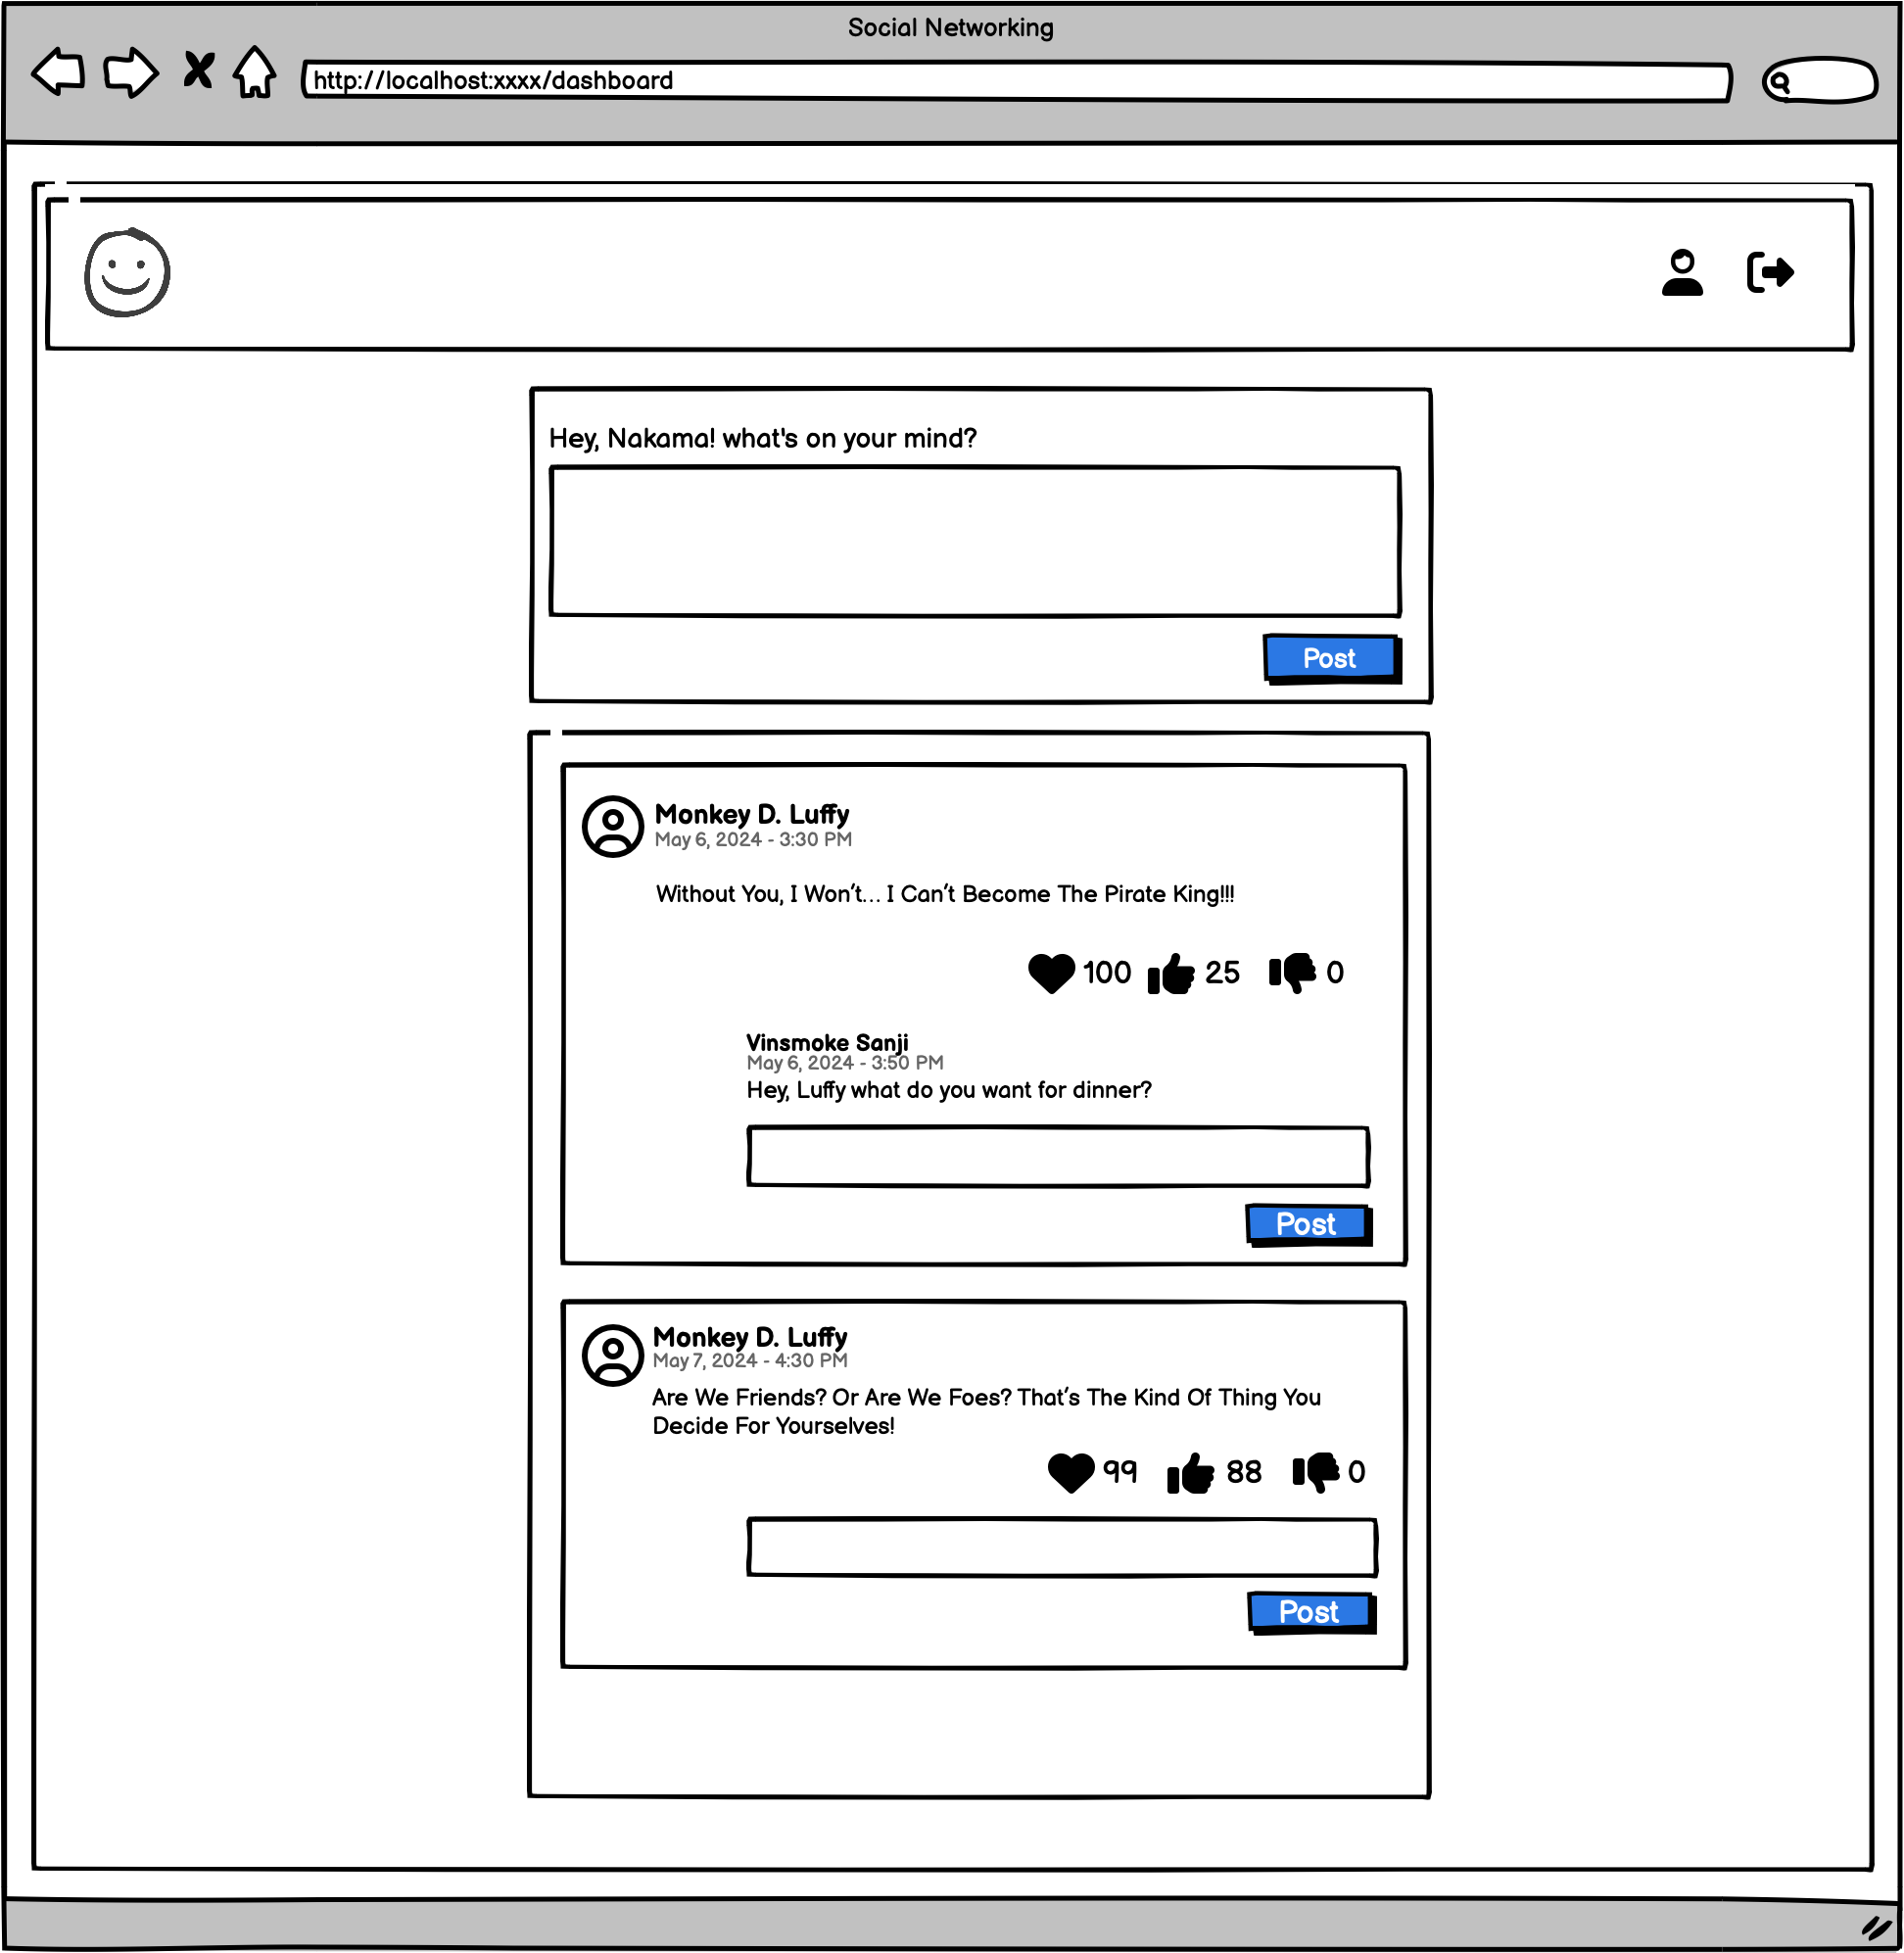 Social Networking
http://localhost:xxxx/dashboard
Hey, Nakama! what's on your mind?
Post
Monkey D. Luffy
May 6, 2024 - 3:30 PM
Without You, I Won’t... I Can’t Become The Pirate King!!!
100 25 0
Vinsmoke Sanji
May 6, 2024 - 3:50 PM
Hey, Luffy what do you want for dinner?
Post
Monkey D. Luffy
May 7, 2024 - 4:30 PM
Are We Friends? Or Are We Foes? That’s The Kind Of Thing You
Decide For Yourselves!
99 88 0
Post